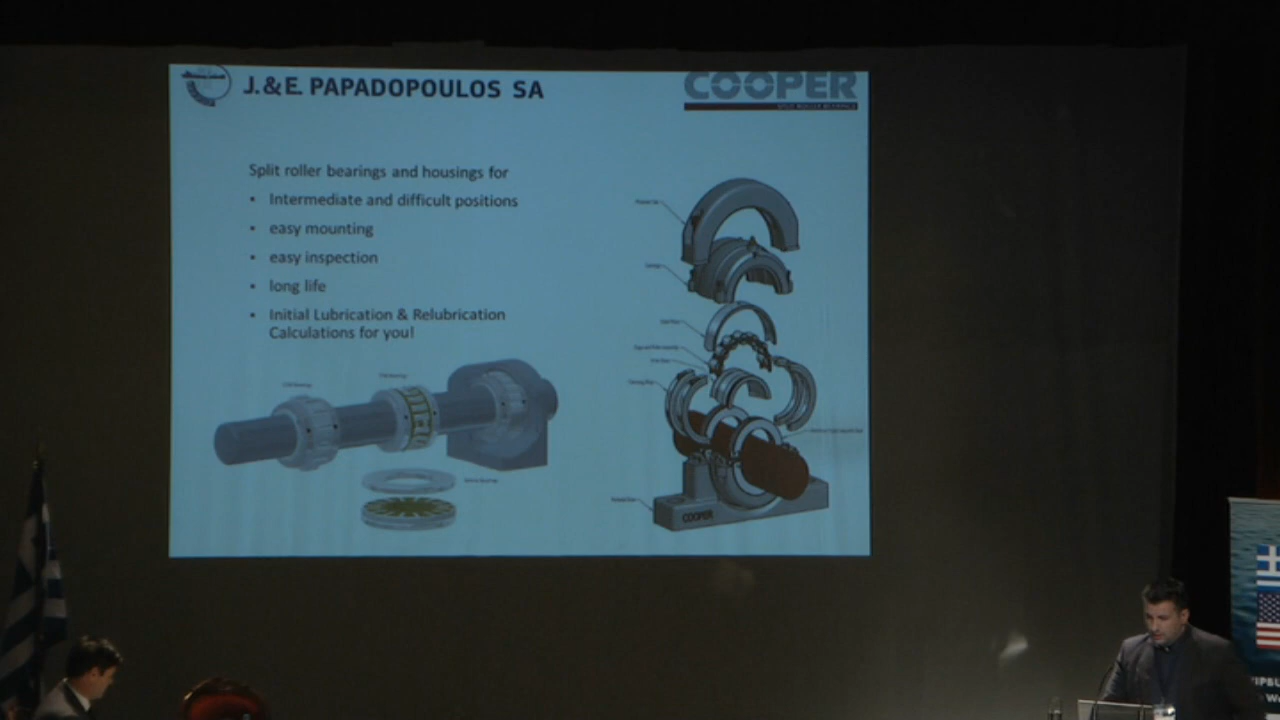 J.&E. PAPADOPOULOS SA
COOPER
SPLIT ROLLER BEARINGS
Split roller bearings and housings for
• Intermediate and difficult positions
• easy mounting
• easy inspection
• long life
• Initial Lubrication & Relubrication
Calculations for you!
COOPER